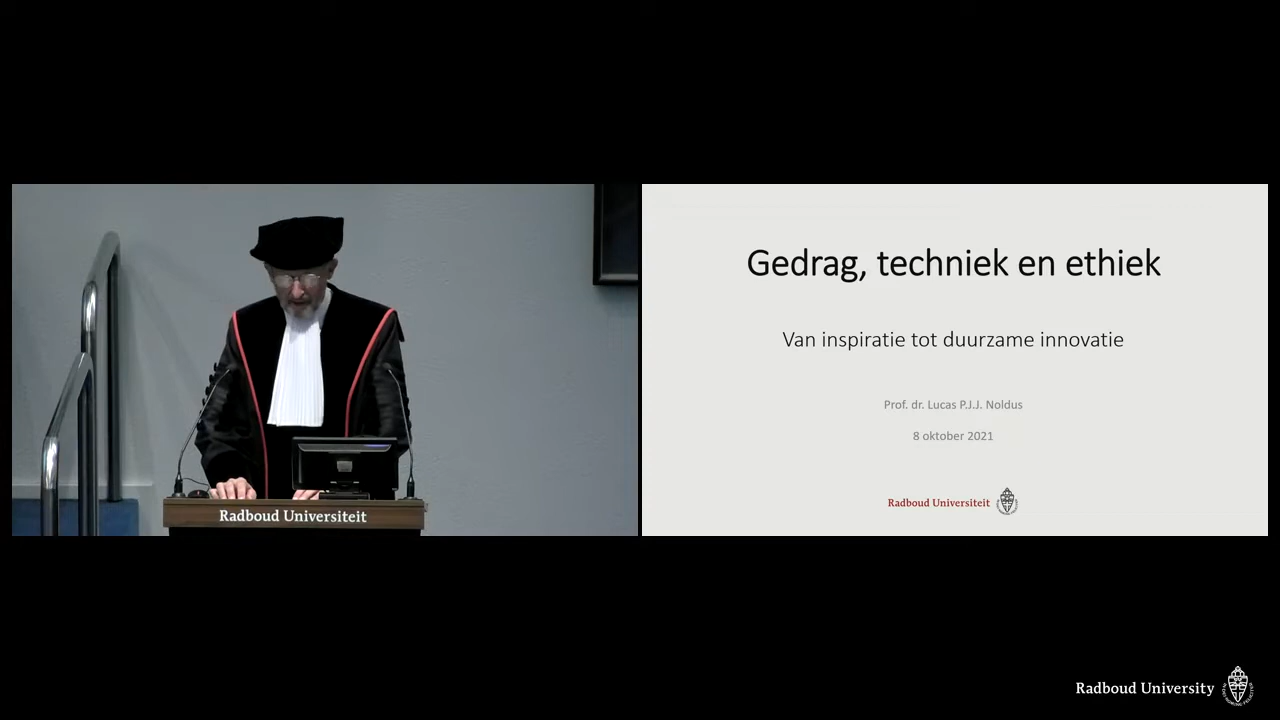 Radboud Universiteit
Gedrag, techniek en ethiek
Van inspiratie tot duurzame innovatie
Prof. dr. Lucas P.J.J. Noldus
8 oktober 2021
Radboud Universiteit
Radboud University